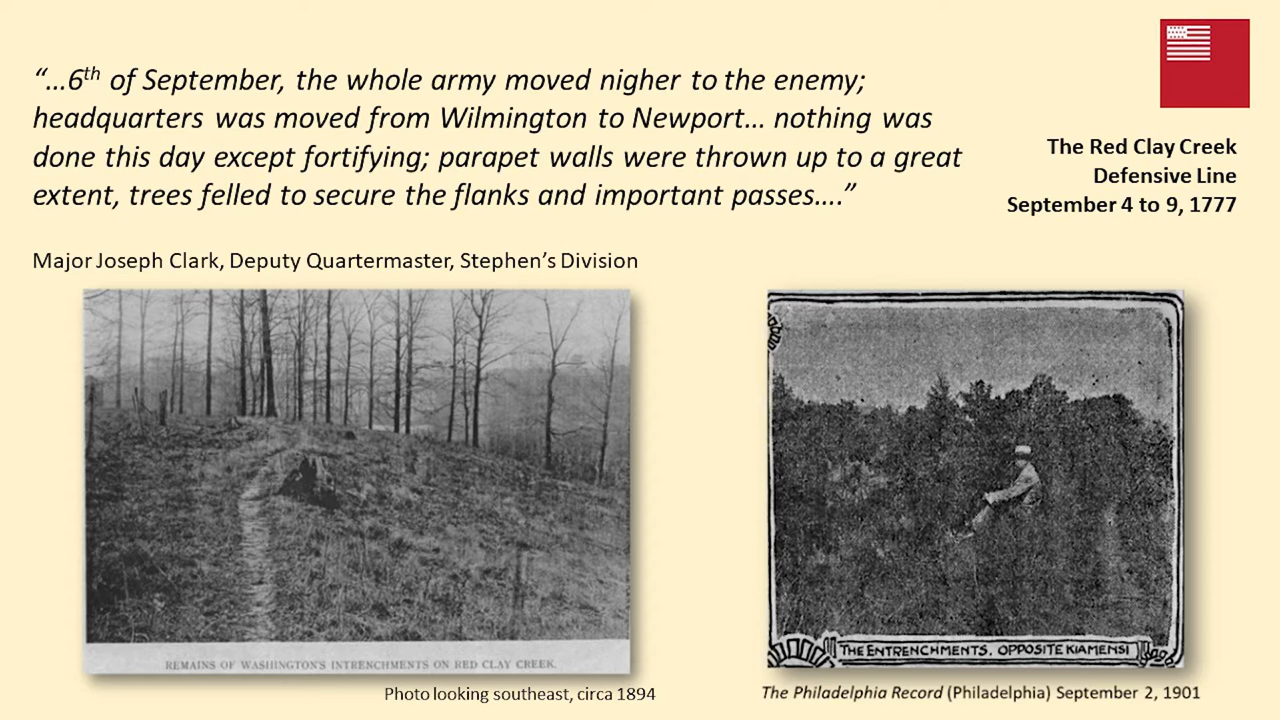 “...6th of September, the whole army moved nigher to the enemy;
headquarters was moved from Wilmington to Newport... nothing was
done this day except fortifying; parapet walls were thrown up to a great
extent, trees felled to secure the flanks and important passes....”
The Red Clay Creek
Defensive Line
September 4 to 9, 1777
Major Joseph Clark, Deputy Quartermaster, Stephen’s Division
REMAINS OF WASHINGTON'S INTRENCHMENTS ON RED CLAY CREEK.
Photo looking southeast, circa 1894
THE ENTRENCHMENTS, OPPOSITE KIAMENSI
The Philadelphia Record (Philadelphia) September 2, 1901